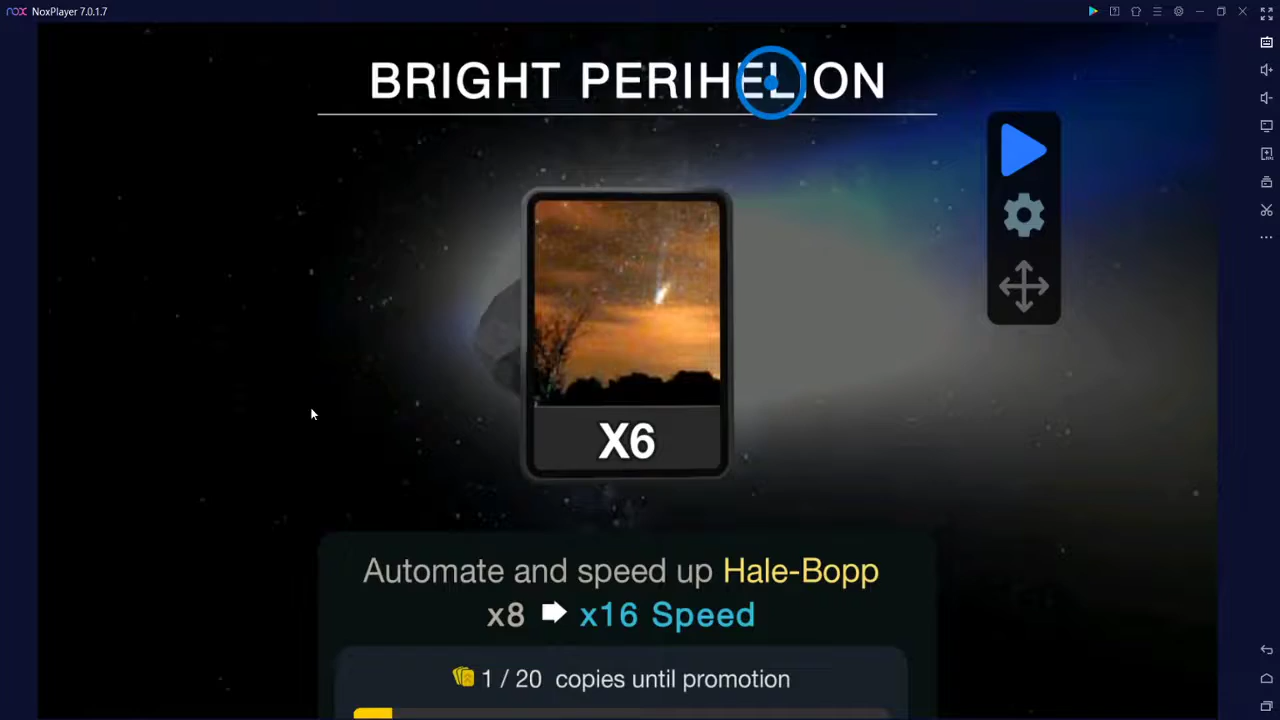 nox NoxPlayer 7.0.1.7
BRIGHT PERIHELION
X6
Automate and speed up Hale-Bopp
x8 x16 Speed
1 / 20 copies until promotion